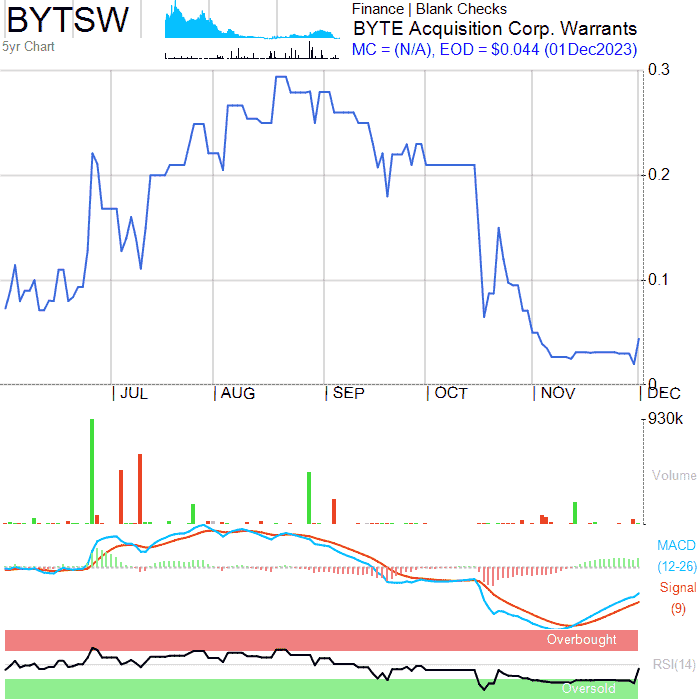 BYTSW
5yr Chart
Finance | Blank Checks
BYTE Acquisition Corp. Warrants
MC = (N/A), EOD = $0.044 (01Dec2023)
0.3
0.2
0.1
0
JUL AUG SEP OCT NOV DEC
930k
Volume
MACD
(12-26)
Signal
(9)
Overbought
RSI(14)
Oversold